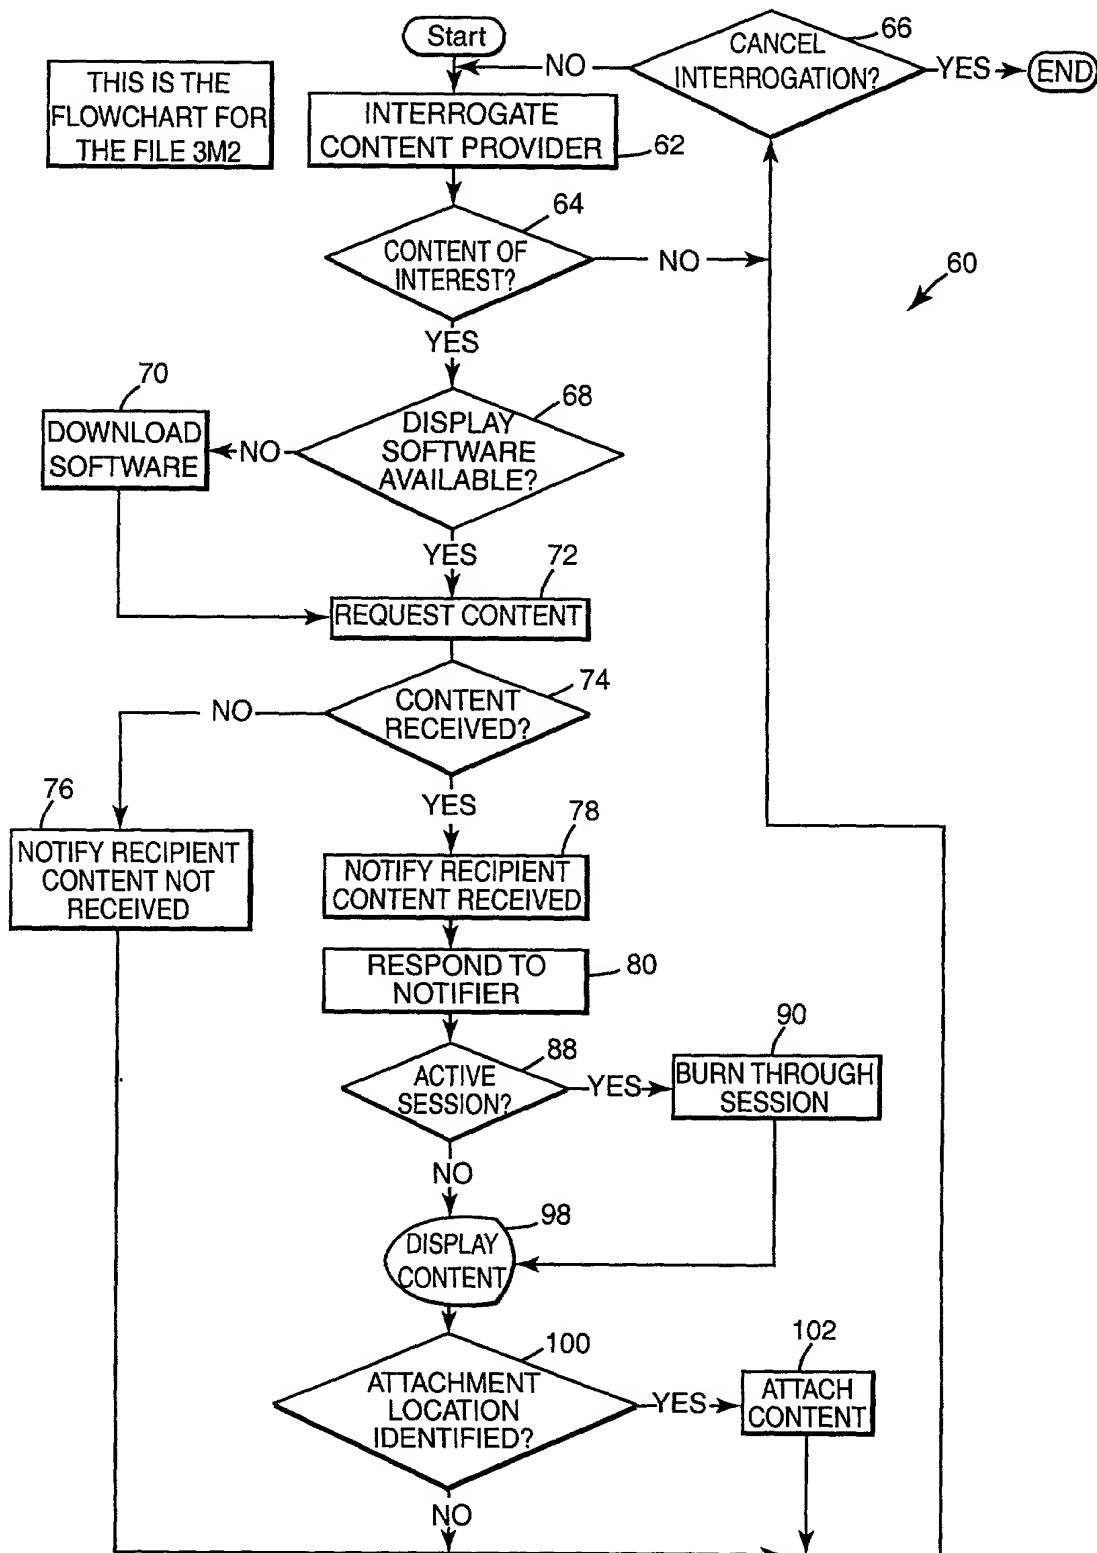 Start
66
CANCEL
INTERROGATION?
NO
YES
END
THIS IS THE
FLOWCHART FOR
THE FILE 3M2
INTERROGATE
CONTENT PROVIDER
62
64
CONTENT OF
INTEREST?
NO
60
YES
70
68
DOWNLOAD
SOFTWARE
NO
DISPLAY
SOFTWARE
AVAILABLE?
YES
72
REQUEST CONTENT
74
NO
CONTENT
RECEIVED?
76
YES
78
NOTIFY RECIPIENT
CONTENT NOT
RECEIVED
NOTIFY RECIPIENT
CONTENT RECEIVED
RESPOND TO
NOTIFIER
80
90
88
ACTIVE
SESSION?
YES
BURN THROUGH
SESSION
NO
98
DISPLAY
CONTENT
100
102
ATTACHMENT
LOCATION
IDENTIFIED?
YES
ATTACH
CONTENT
NO